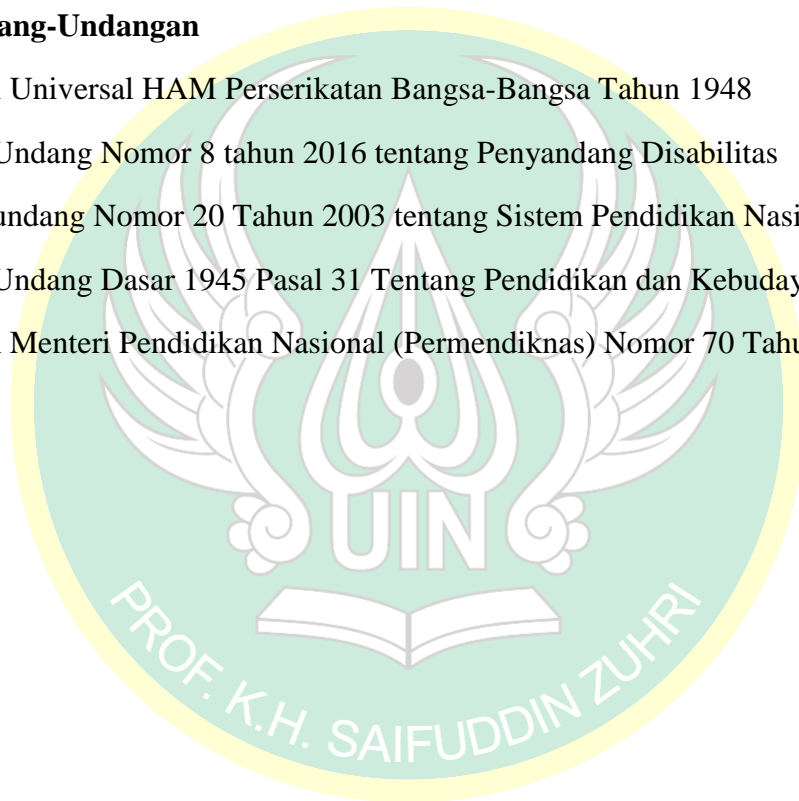 ang-Undangan
Universal HAM Perserikatan Bangsa-Bangsa Tahun 1948
Undang Nomor 8 tahun 2016 tentang Penyandang Disabilitas
undang Nomor 20 Tahun 2003 tentang Sistem Pendidikan Nasi
Undang Dasar 1945 Pasal 31 Tentang Pendidikan dan Kebuday
Menteri Pendidikan Nasional (Permendiknas) Nomor 70 Tahu
UIN
PROF. K.H. SAIFUDDIN ZUHRI